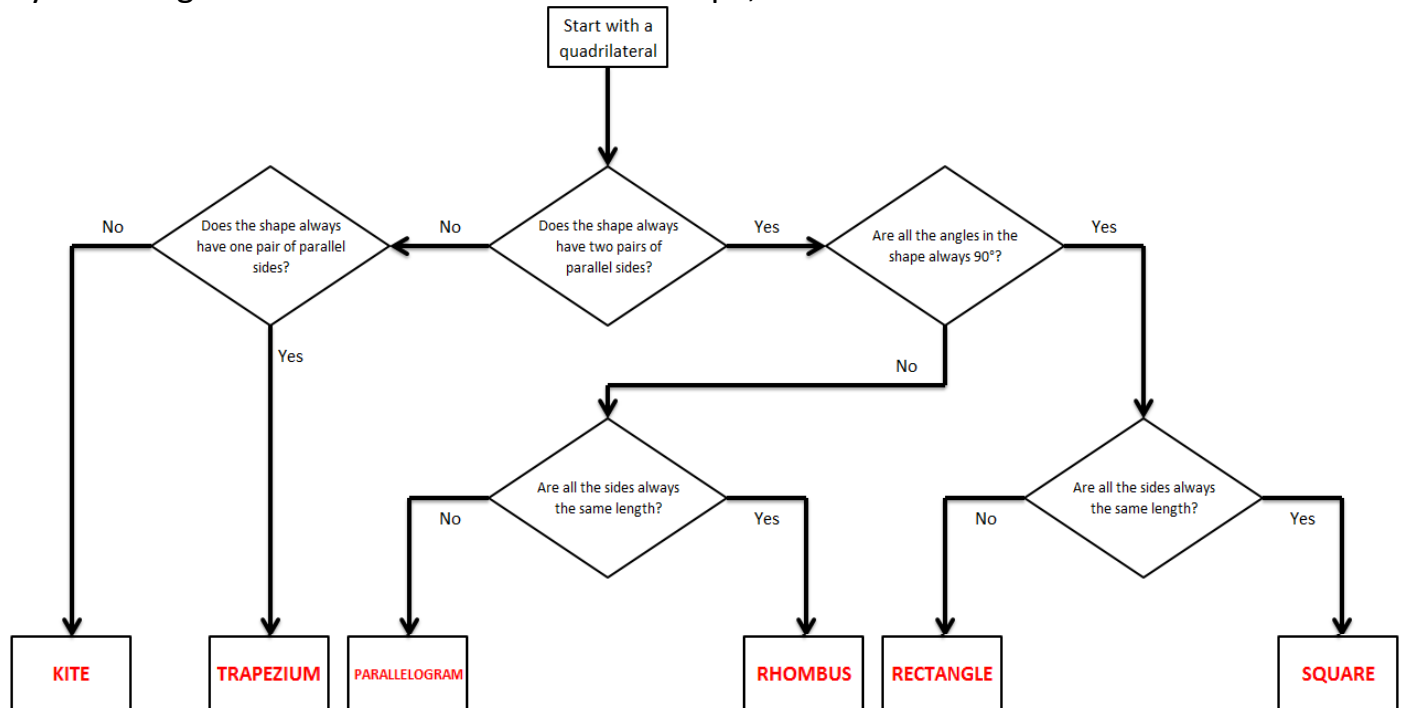 Start with a
quadrilateral
No
Does the shape always
have one pair of parallel
sides?
No
Does the shape always
have two pairs of
parallel sides?
Yes
Are all the angles in the
shape always 90°?
Yes
Yes
No
No
Are all the sides always
the same length?
Yes
No
Are all the sides always
the same length?
Yes
KITE
TRAPEZIUM
PARALLELOGRAM
RHOMBUS
RECTANGLE
SQUARE